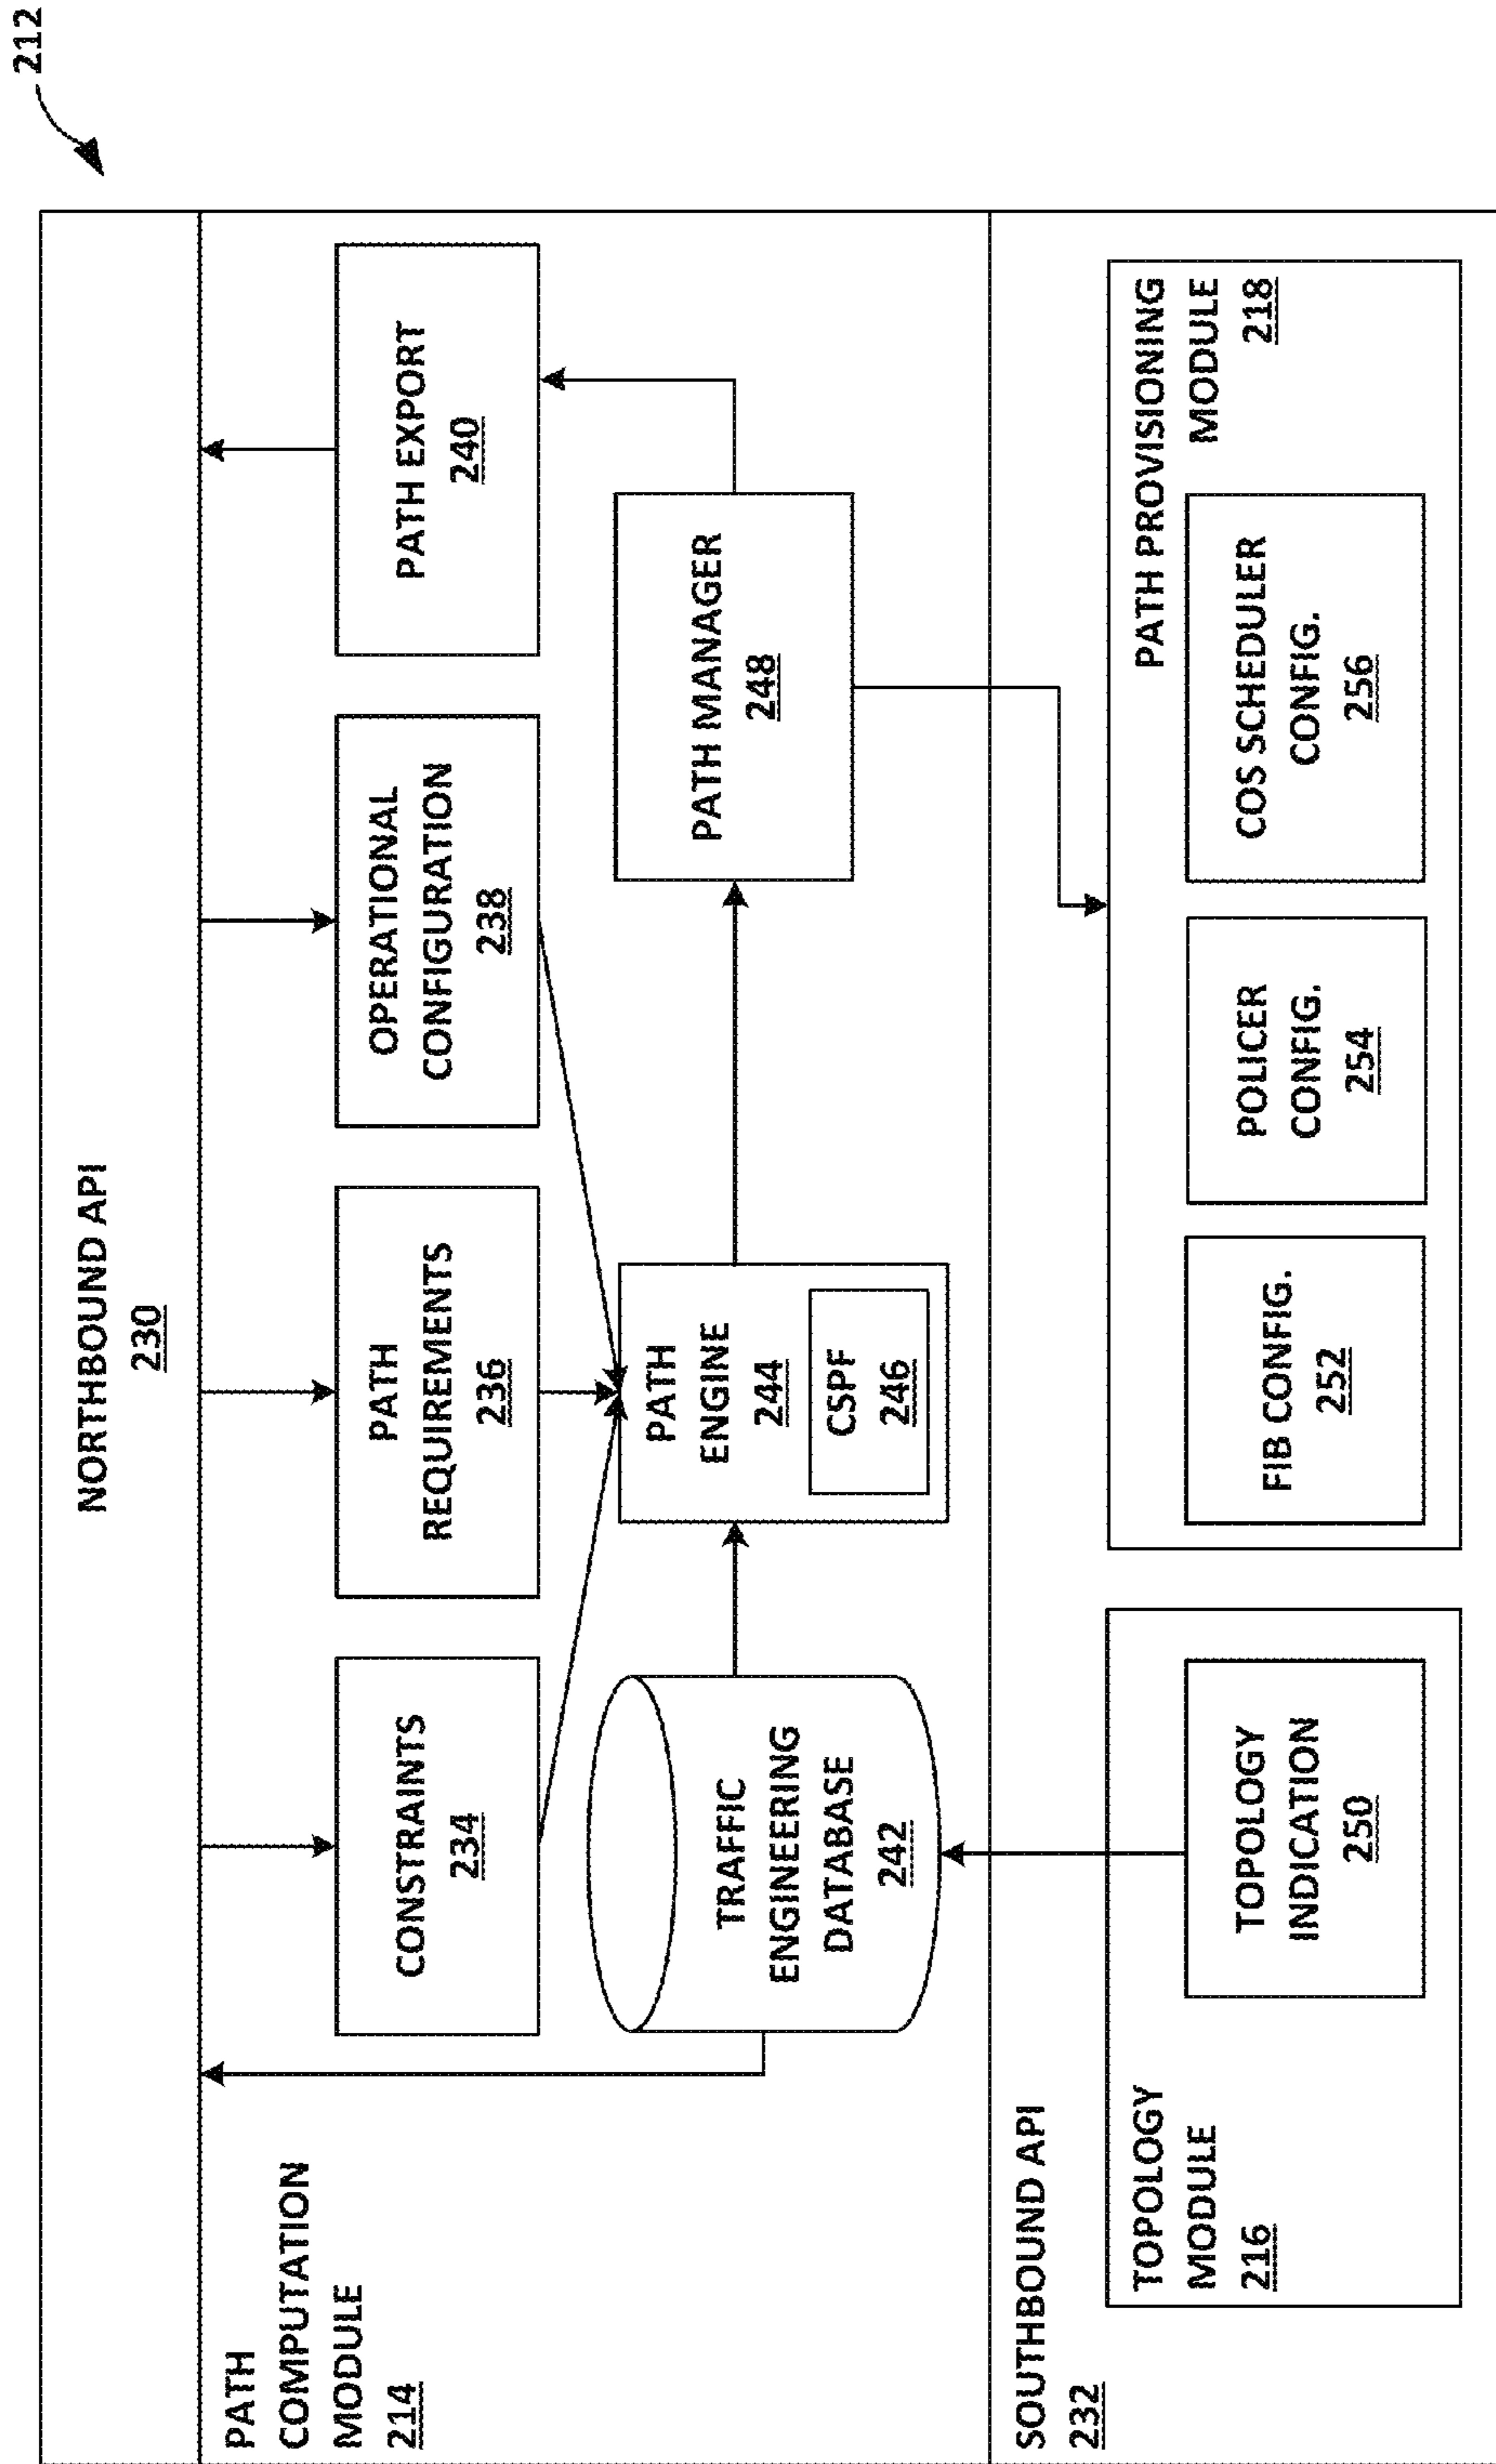 212
NORTHBOUND API
230
PATH
COMPUTATION
MODULE
214
CONSTRAINTS
234
PATH
REQUIREMENTS
236
OPERATIONAL
CONFIGURATION
238
PATH EXPORT
240
TRAFFIC
ENGINEERING
DATABASE
242
PATH
ENGINE
244
CSPF
246
PATH MANAGER
248
SOUTHBOUND API
232
TOPOLOGY
MODULE
216
TOPOLOGY
INDICATION
250
PATH PROVISIONING
MODULE
218
FIB CONFIG.
252
POLICER
CONFIG.
254
COS SCHEDULER
CONFIG.
256